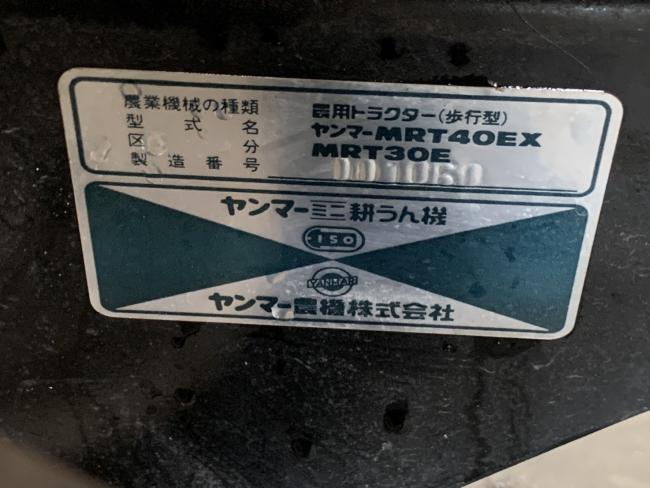 農業機械の種類 農用トラクター(歩行型)
型式名 ヤンマーMRT40EX
区分 MRT30E
製造番号 001060
ヤンマーミニ耕うん機
ISO
YANMAR
ヤンマー農機株式会社